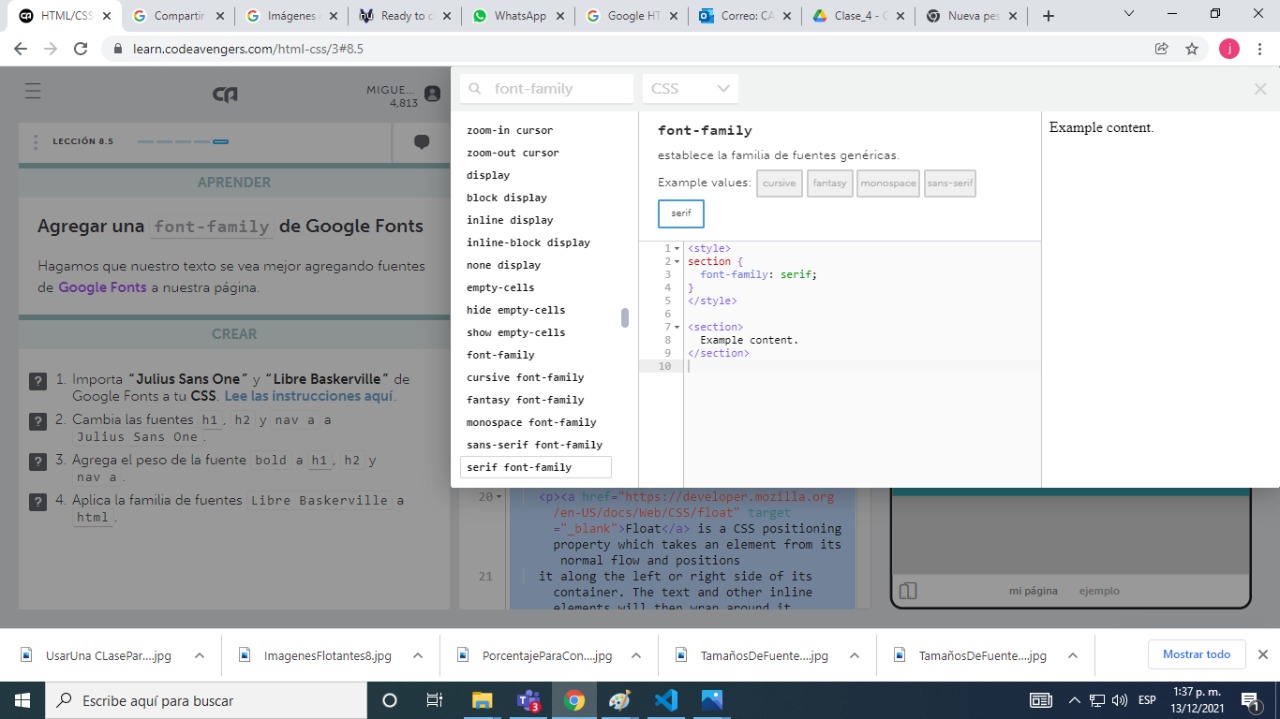 HTML/CSS
Compartir
Imágenes
Ready to c
WhatsApp
Google HT
Correo: CA
Clase_4 - G
Nueva pes
learn.codeavengers.com/html-css/3#8.5
j
MIGUE...
4,813
LECCIÓN 8.5
APRENDER
Agregar una font-family de Google Fonts
Hagamos que nuestro texto se vea mejor agregando fuentes
de Google Fonts a nuestra página.
CREAR
? 1. Importa “Julius Sans One” y “Libre Baskerville” de
Google Fonts a tu CSS. Lee las instrucciones aquí.
? 2. Cambia las fuentes h1, h2 y nav a a
Julius Sans One.
? 3. Agrega el peso de la fuente bold a h1, h2 y
nav a.
? 4. Aplica la familia de fuentes Libre Baskerville a
html.
font-family
CSS
zoom-in cursor
zoom-out cursor
display
block display
inline display
inline-block display
none display
empty-cells
hide empty-cells
show empty-cells
font-family
cursive font-family
fantasy font-family
monospace font-family
sans-serif font-family
serif font-family
font-family
establece la familia de fuentes genéricas.
Example values: cursive fantasy monospace sans-serif
serif
1 <style>
2 section {
3 font-family: serif;
4 }
5 </style>
6
7 <section>
8 Example content.
9 </section>
10
Example content.
20 <p><a href="https://developer.mozilla.org
/en-US/docs/Web/CSS/float" target
="_blank">Float</a> is a CSS positioning
property which takes an element from its
normal flow and positions
21 it along the left or right side of its
container. The text and other inline
elements will then wrap around it
mi página ejemplo
UsarUna CLasePar....jpg
ImagenesFlotantes8.jpg
PorcentajeParaCon....jpg
TamañosDeFuente....jpg
TamañosDeFuente....jpg
Mostrar todo
Escribe aquí para buscar
3
ESP
1:37 p. m.
13/12/2021
1